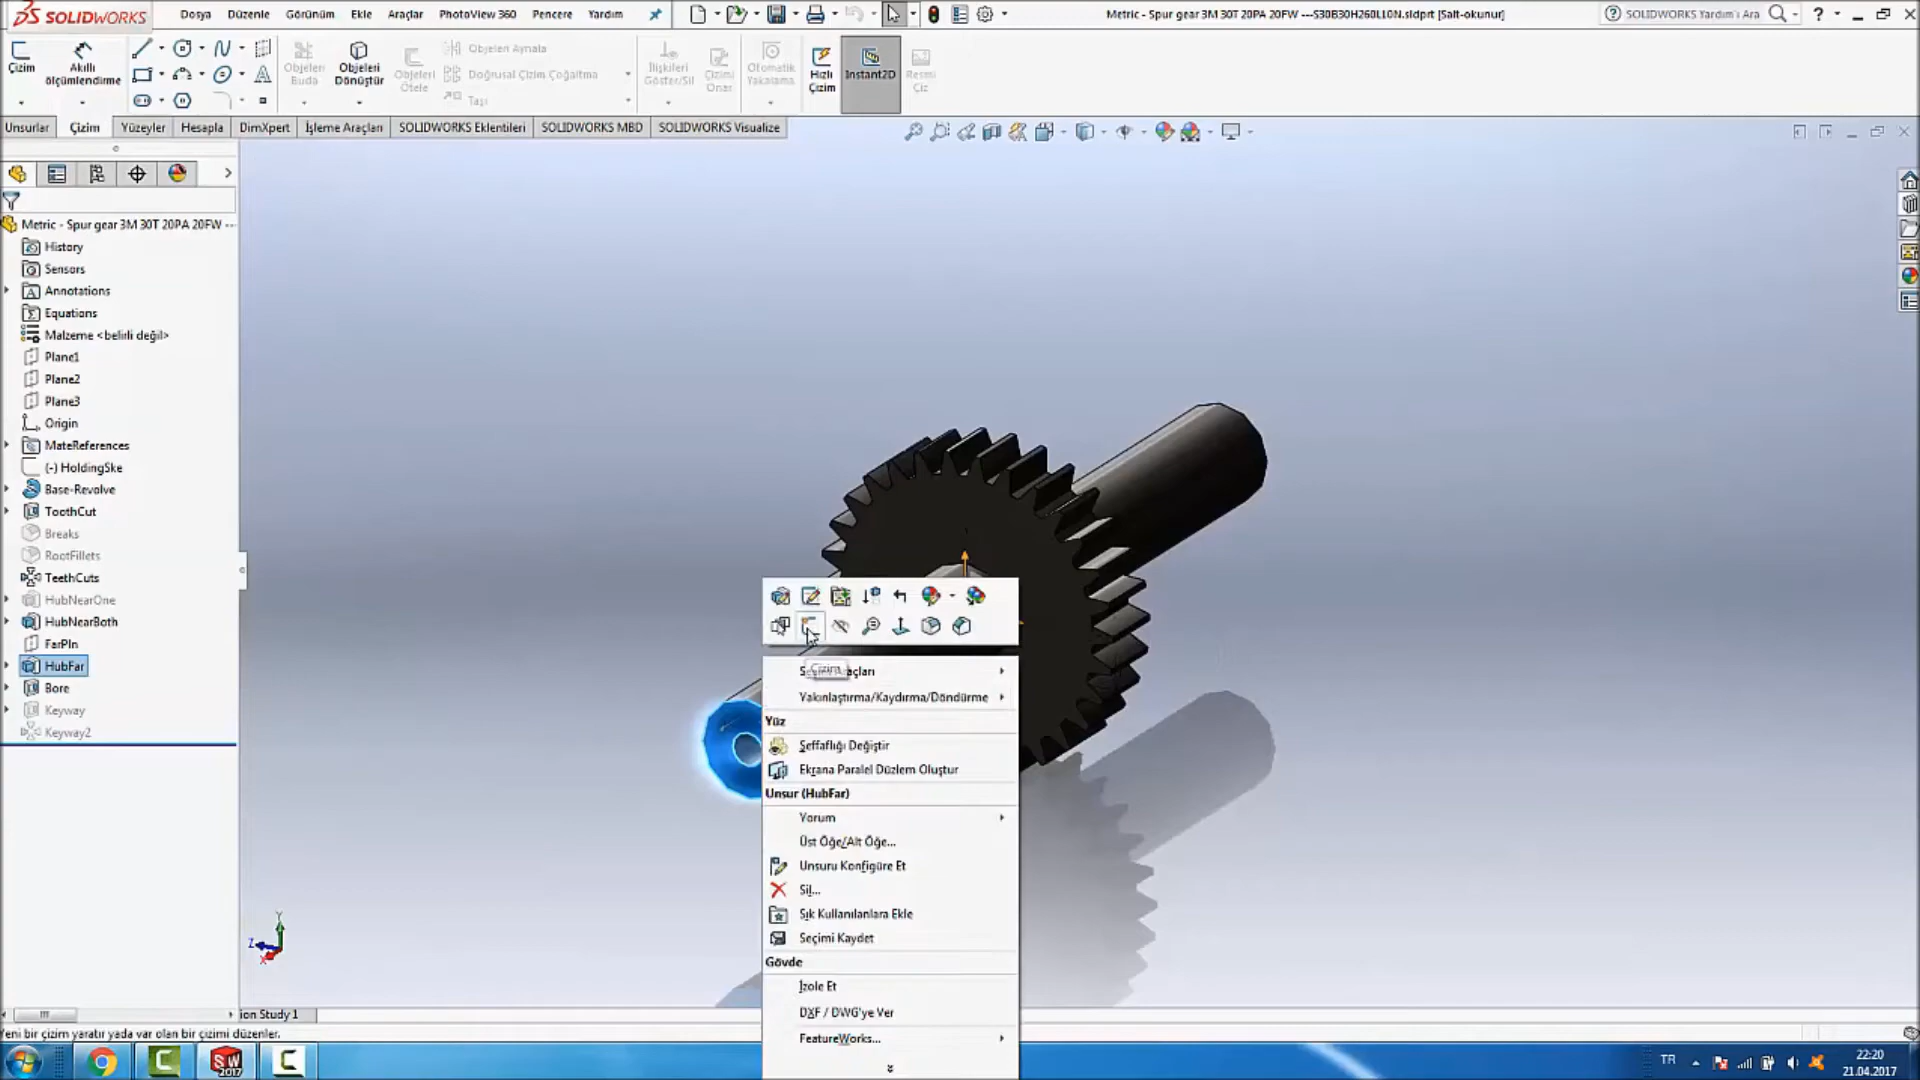 SOLIDWORKS
Dosya Düzenle Görünüm Ekle Araçlar PhotoView 360 Pencere Yardım
Metric - Spur gear 3M 30T 20PA 20FW ---S30B30H260LL0N.sldprt [Salt-okunur]
SOLIDWORKS Yardım'ı Ara
Çizim
Akıllı ölçümlendirme
Objeleri Buda
Objeleri Dönüştür
Objeleri Ötele
Objeleri Aynala
Doğrusal Çizim Çoğaltma
Taşı
İlişkileri Göster/Sil
Çizimi Onar
Otomatik Yakalama
Hızlı Çizim
Instant2D
Resmi Çiz
Unsurlar Çizim Yüzeyler Hesapla DimXpert İşleme Araçları SOLIDWORKS Eklentileri SOLIDWORKS MBD SOLIDWORKS Visualize
Metric - Spur gear 3M 30T 20PA 20FW --
History
Sensors
Annotations
Equations
Malzeme <belirli değil>
Plane1
Plane2
Plane3
Origin
MateReferences
(-) HoldingSke
Base-Revolve
ToothCut
Breaks
RootFillets
TeethCuts
HubNearOne
HubNearBoth
FarPln
HubFar
Bore
Keyway
Keyway2
Çizim
Yakınlaştırma/Kaydırma/Döndürme
Yüz
Şeffaflığı Değiştir
Ekrana Paralel Düzlem Oluştur
Unsur (HubFar)
Yorum
Üst Öğe/Alt Öğe...
Unsuru Konfigüre Et
Sil...
Sık Kullanılanlara Ekle
Seçimi Kaydet
Gövde
İzole Et
DXF / DWG'ye Ver
FeatureWorks...
Y
Z
X
ion Study 1
Yeni bir çizim yaratır yada var olan bir çizimi düzenler.
SW
2017
TR
22:20
21.04.2017